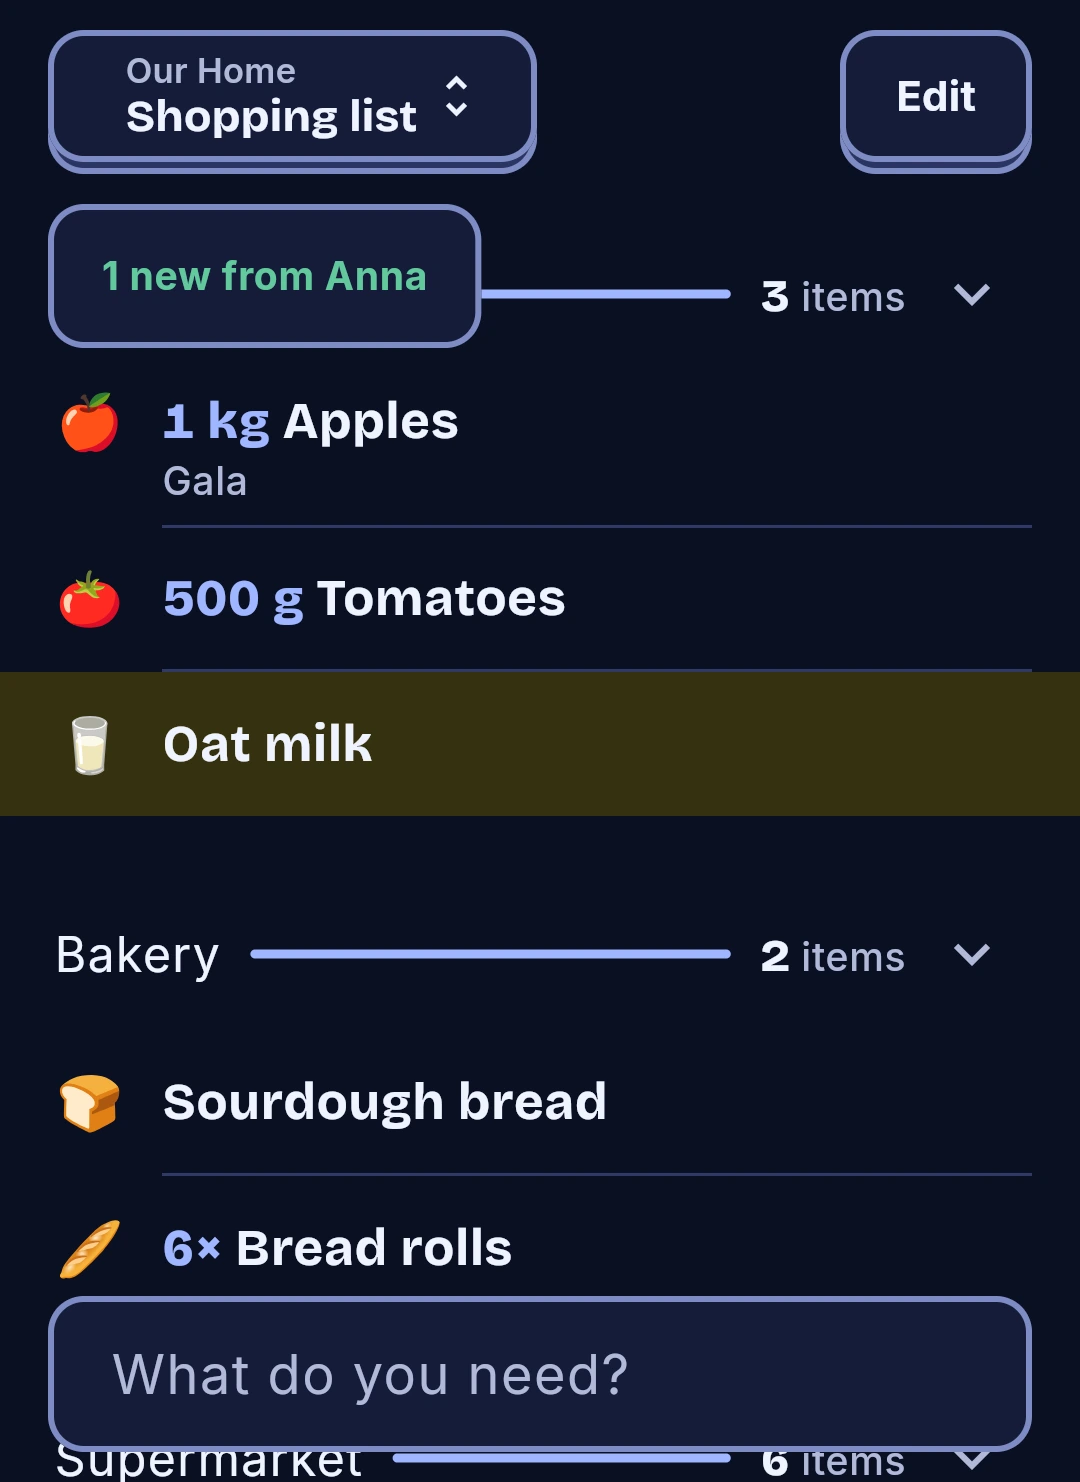 Our Home
Shopping list
Edit
1 new from Anna
3 items
1 kg Apples
Gala
500 g Tomatoes
Oat milk
Bakery
2 items
Sourdough bread
6× Bread rolls
What do you need?
Supermarket
6 items